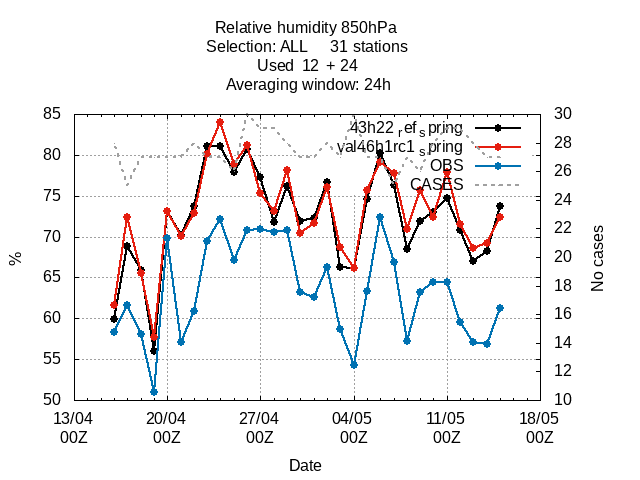 Relative humidity 850hPa
Selection: ALL 31 stations
Used 12 + 24
Averaging window: 24h
43h22_ref_spring
val46h1rc1_spring
OBS
CASES
85
80
75
70
65
60
55
50
30
28
26
24
22
20
18
16
14
12
10
%
No cases
13/04 20/04 27/04 04/05 11/05 18/05
00Z 00Z 00Z 00Z 00Z 00Z
Date